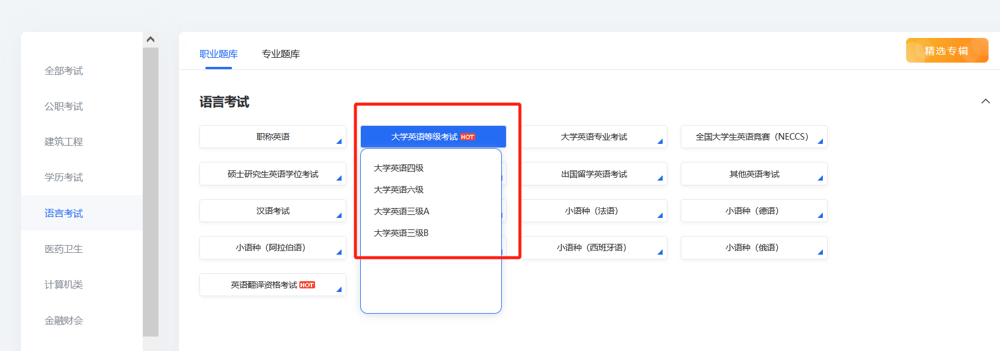 全部考试
公职考试
建筑工程
学历考试
语言考试
医药卫生
计算机类
金融财会
职业题库 专业题库
精选专辑
语言考试
职称英语
大学英语等级考试 HOT
大学英语专业考试
全国大学生英语竞赛（NECCS）
大学英语四级
大学英语六级
大学英语三级A
大学英语三级B
硕士研究生英语学位考试
出国留学英语考试
其他英语考试
汉语考试
小语种（法语）
小语种（德语）
小语种（阿拉伯语）
小语种（西班牙语）
小语种（俄语）
英语翻译资格考试 HOT